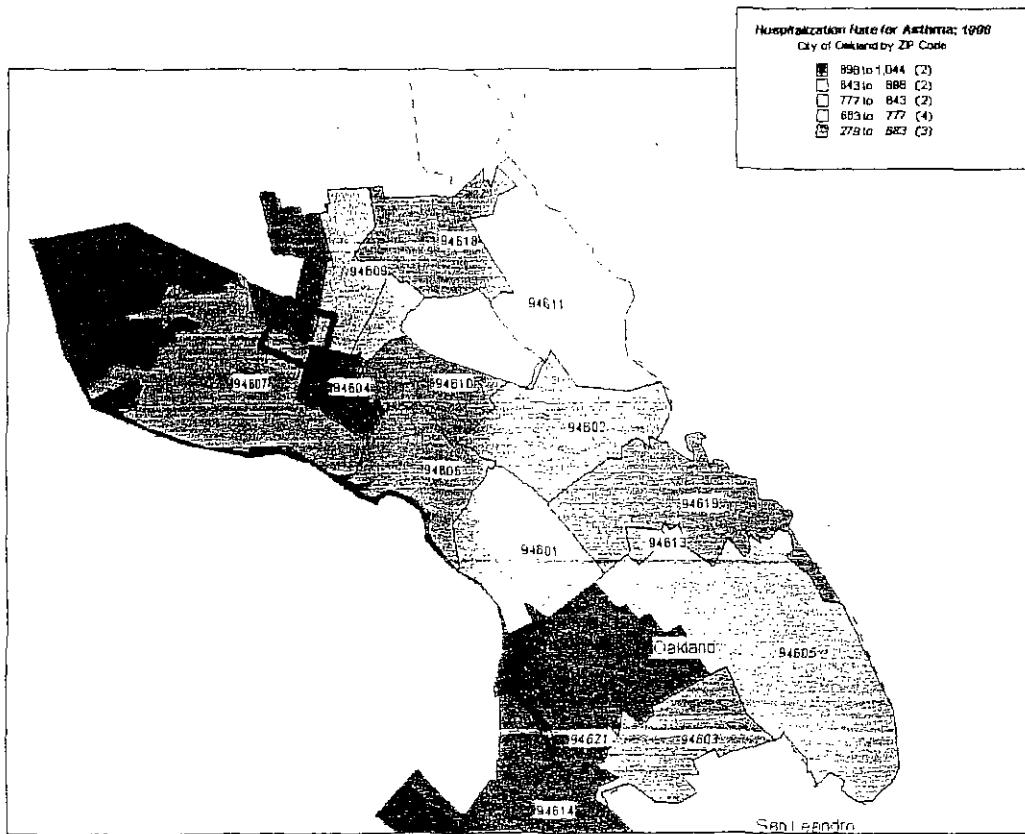 Hospitalization Rate for Asthma; 1998
City of Oakland by ZIP Code
898 to 1,044 (2)
843 to 898 (2)
777 to 843 (2)
683 to 777 (4)
279 to 683 (3)
94618
94609
94611
94607
94604
94610
94602
94606
94619
94613
94601
Oakland
94605
94621
94603
94614
San Leandro